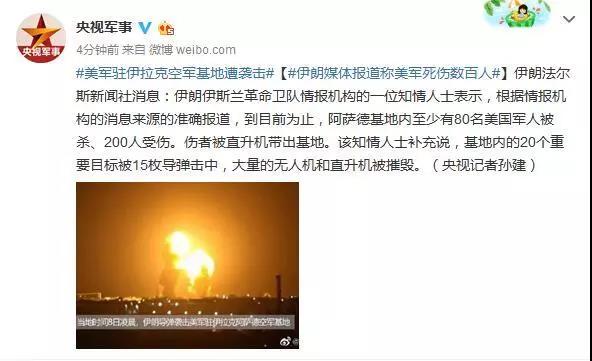 央视军事
4分钟前 来自 微博 weibo.com
央视军事
#美军驻伊拉克空军基地遭袭击#【#伊朗媒体报道称美军死伤数百人#】伊朗法尔
斯新闻社消息：伊朗伊斯兰革命卫队情报机构的一位知情人士表示，根据情报机
构的消息来源的准确报道，到目前为止，阿萨德基地内至少有80名美国军人被
杀、200人受伤。伤者被直升机带出基地。该知情人士补充说，基地内的20个重
要目标被15枚导弹击中，大量的无人机和直升机被摧毁。（央视记者孙建）
当地时间8日凌晨，伊朗导弹袭击美军驻伊拉克阿萨德空军基地